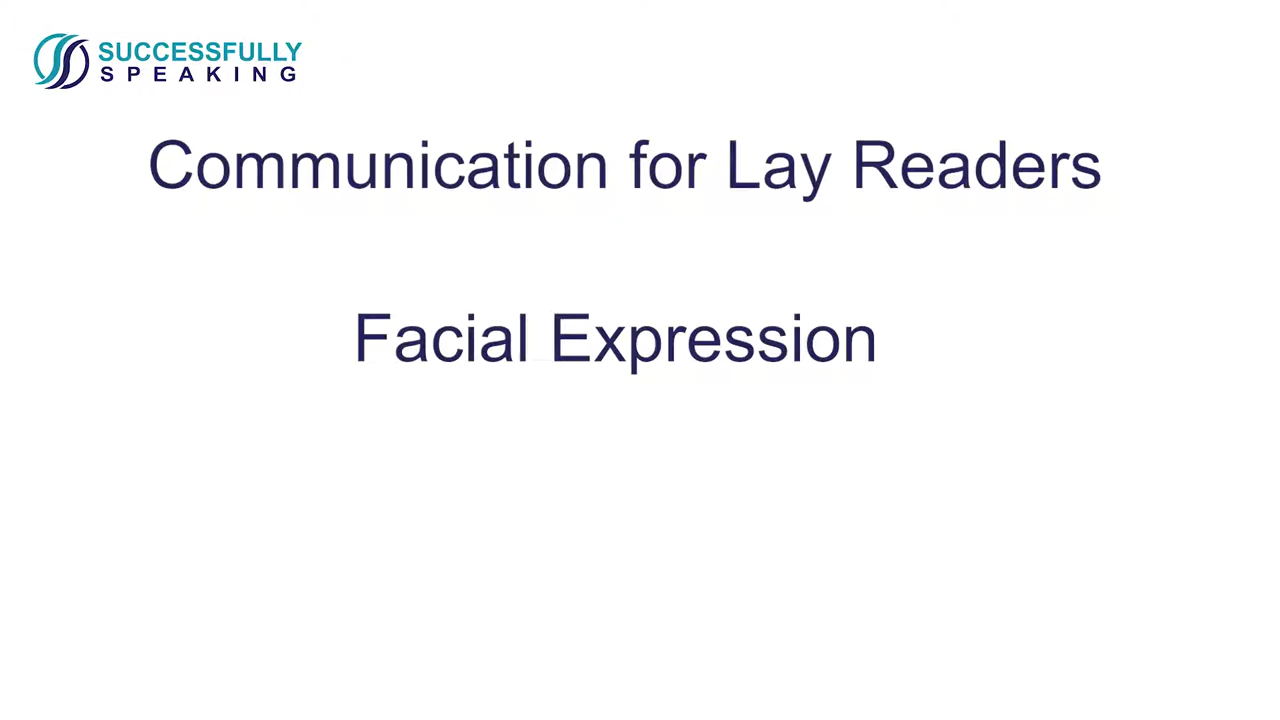 SUCCESSFULLY
SPEAKING
Communication for Lay Readers
Facial Expression